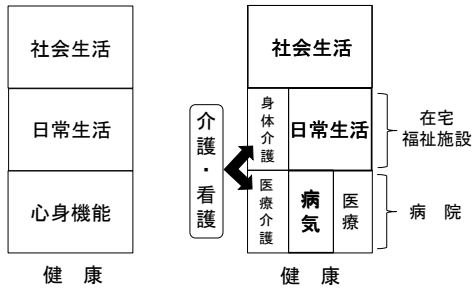 社会生活
日常生活
心身機能
健　康
介護・看護
社会生活
身体介護
日常生活
医療介護
病気
医療
健　康
在宅
福祉施設
病　院